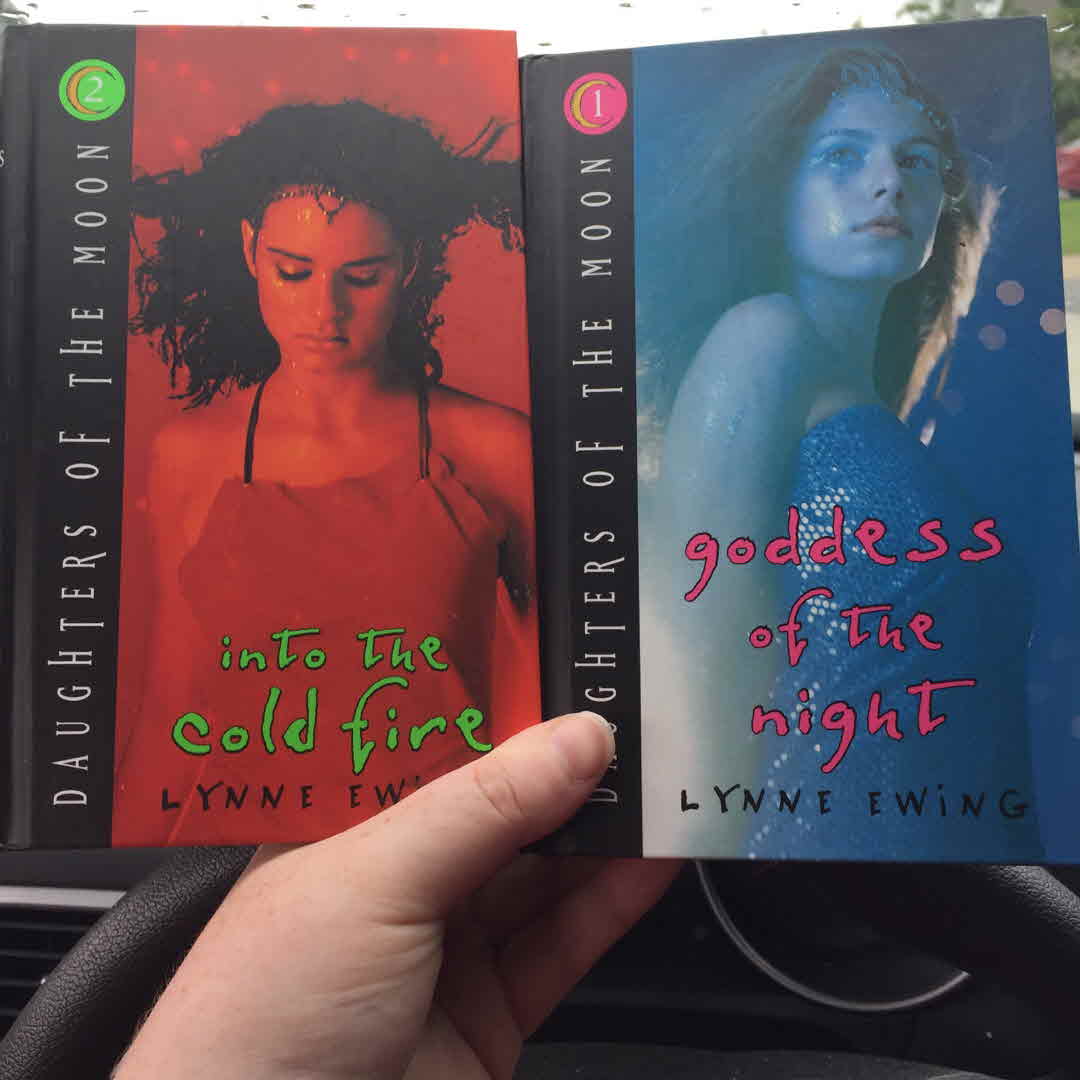 2
DAUGHTERS OF THE MOON
into the
cold fire
LYNNE
1
DAUGHTERS OF THE MOON
goddess
of the
night
LYNNE EWING